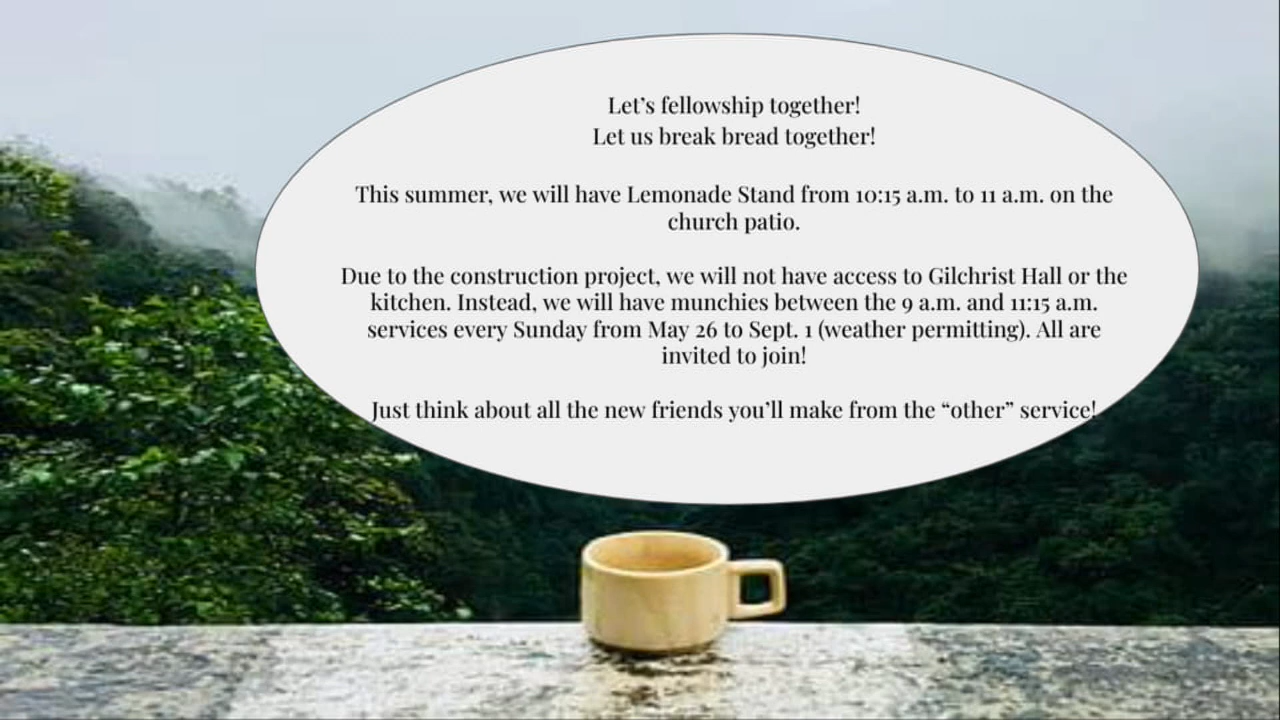 Let’s fellowship together!
Let us break bread together!
This summer, we will have Lemonade Stand from 10:15 a.m. to 11 a.m. on the
church patio.
Due to the construction project, we will not have access to Gilchrist Hall or the
kitchen. Instead, we will have munchies between the 9 a.m. and 11:15 a.m.
services every Sunday from May 26 to Sept. 1 (weather permitting). All are
invited to join!
Just think about all the new friends you’ll make from the “other” service!